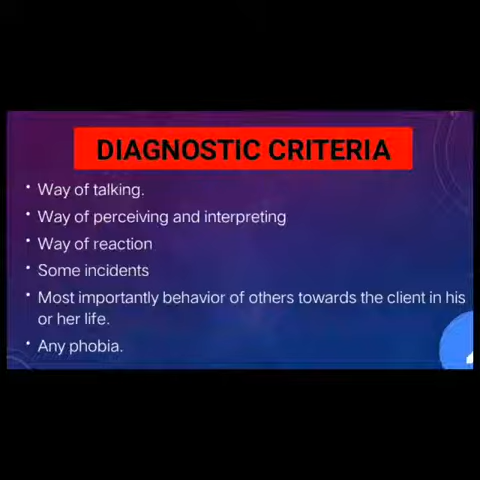 DIAGNOSTIC CRITERIA
• Way of talking.
• Way of perceiving and interpreting
• Way of reaction
• Some incidents
• Most importantly behavior of others towards the client in his
or her life.
• Any phobia.